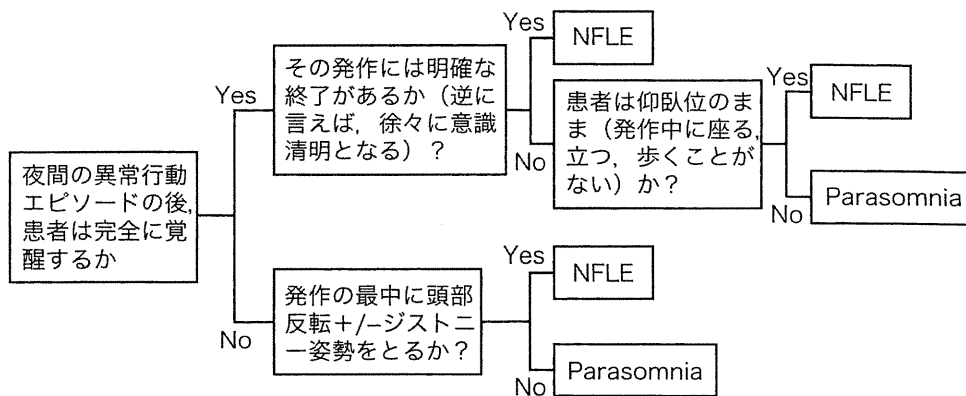 夜間の異常行動
エピソードの後,
患者は完全に覚
醒するか
Yes
その発作には明確な
終了があるか（逆に
言えば，徐々に意識
清明となる）？
Yes
NFLE
No
患者は仰臥位のまま
ま（発作中に座る,
立つ，歩くことが
ない）か？
Yes
NFLE
No
Parasomnia
No
発作の最中に頭部
反転＋/−ジストニ
ー姿勢をとるか？
Yes
NFLE
No
Parasomnia